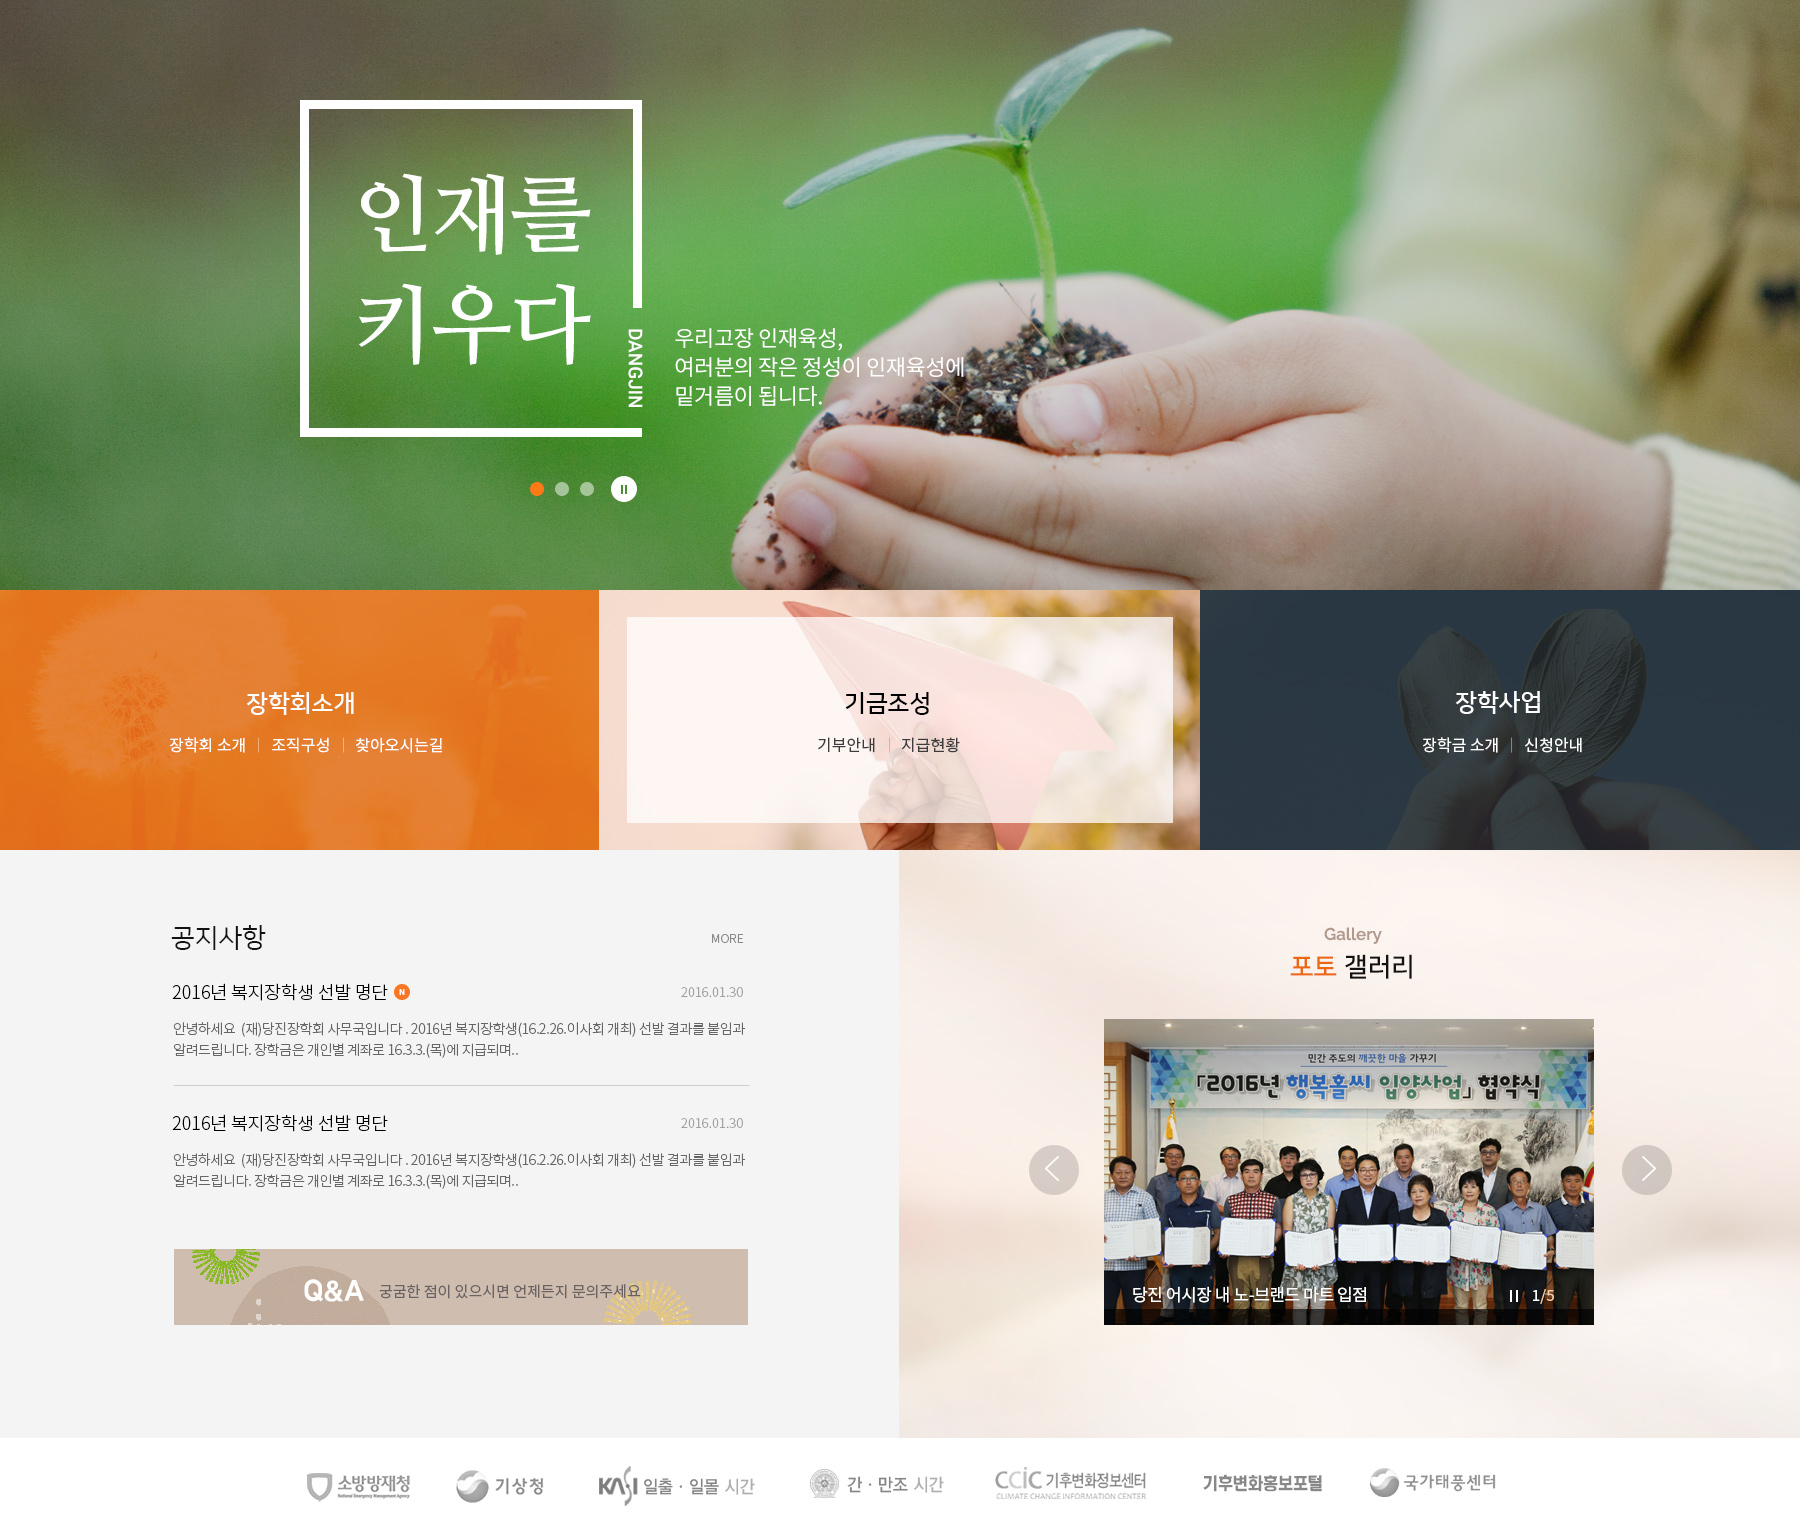 인재를
키우다
DANGJIN
우리고장 인재육성,
여러분의 작은 정성이 인재육성에
밑거름이 됩니다.
장학회소개
장학회 소개 | 조직구성 | 찾아오시는길
기금조성
기부안내 | 지급현황
장학사업
장학금 소개 | 신청안내
공지사항
MORE
2016년 복지장학생 선발 명단 N
2016.01.30
안녕하세요 (재)당진장학회 사무국입니다 . 2016년 복지장학생(16.2.26.이사회 개최) 선발 결과를 붙임과
알려드립니다. 장학금은 개인별 계좌로 16.3.3.(목)에 지급되며..
2016년 복지장학생 선발 명단
2016.01.30
안녕하세요 (재)당진장학회 사무국입니다 . 2016년 복지장학생(16.2.26.이사회 개최) 선발 결과를 붙임과
알려드립니다. 장학금은 개인별 계좌로 16.3.3.(목)에 지급되며..
Q&A 궁금한 점이 있으시면 언제든지 문의주세요
Gallery
포토 갤러리
민간 주도의 깨끗한 마을 가꾸기
「2016년 행복홀씨 입양사업」 협약식
당진 어시장 내 노-브랜드 마트 입점
1/5
소방방재청
National Emergency Management Agency
기상청
KASI 일출 · 일몰 시간
간 · 만조 시간
CCIC 기후변화정보센터
CLIMATE CHANGE INFORMATION CENTER
기후변화홍보포털
국가태풍센터